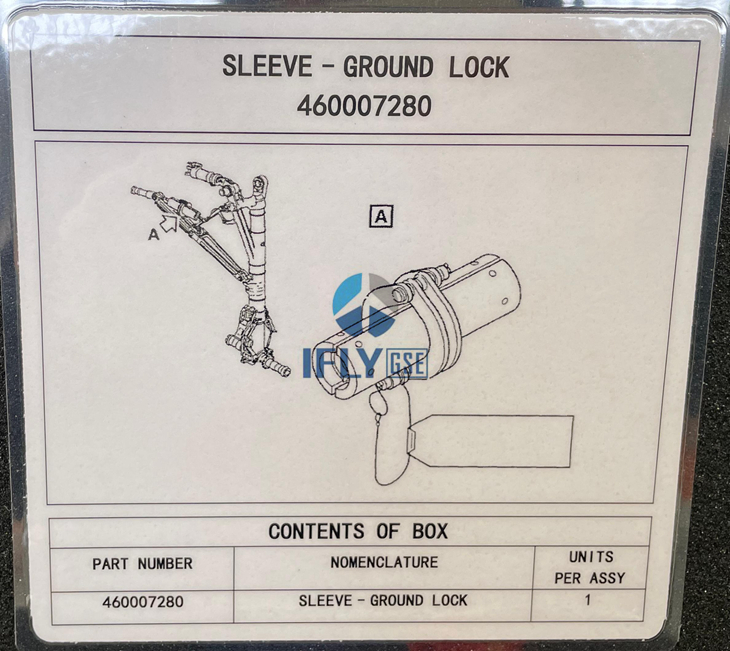 SLEEVE - GROUND LOCK
460007280
A
A
IFLY GSE
CONTENTS OF BOX
PART NUMBER NOMENCLATURE UNITS PER ASSY
460007280 SLEEVE - GROUND LOCK 1